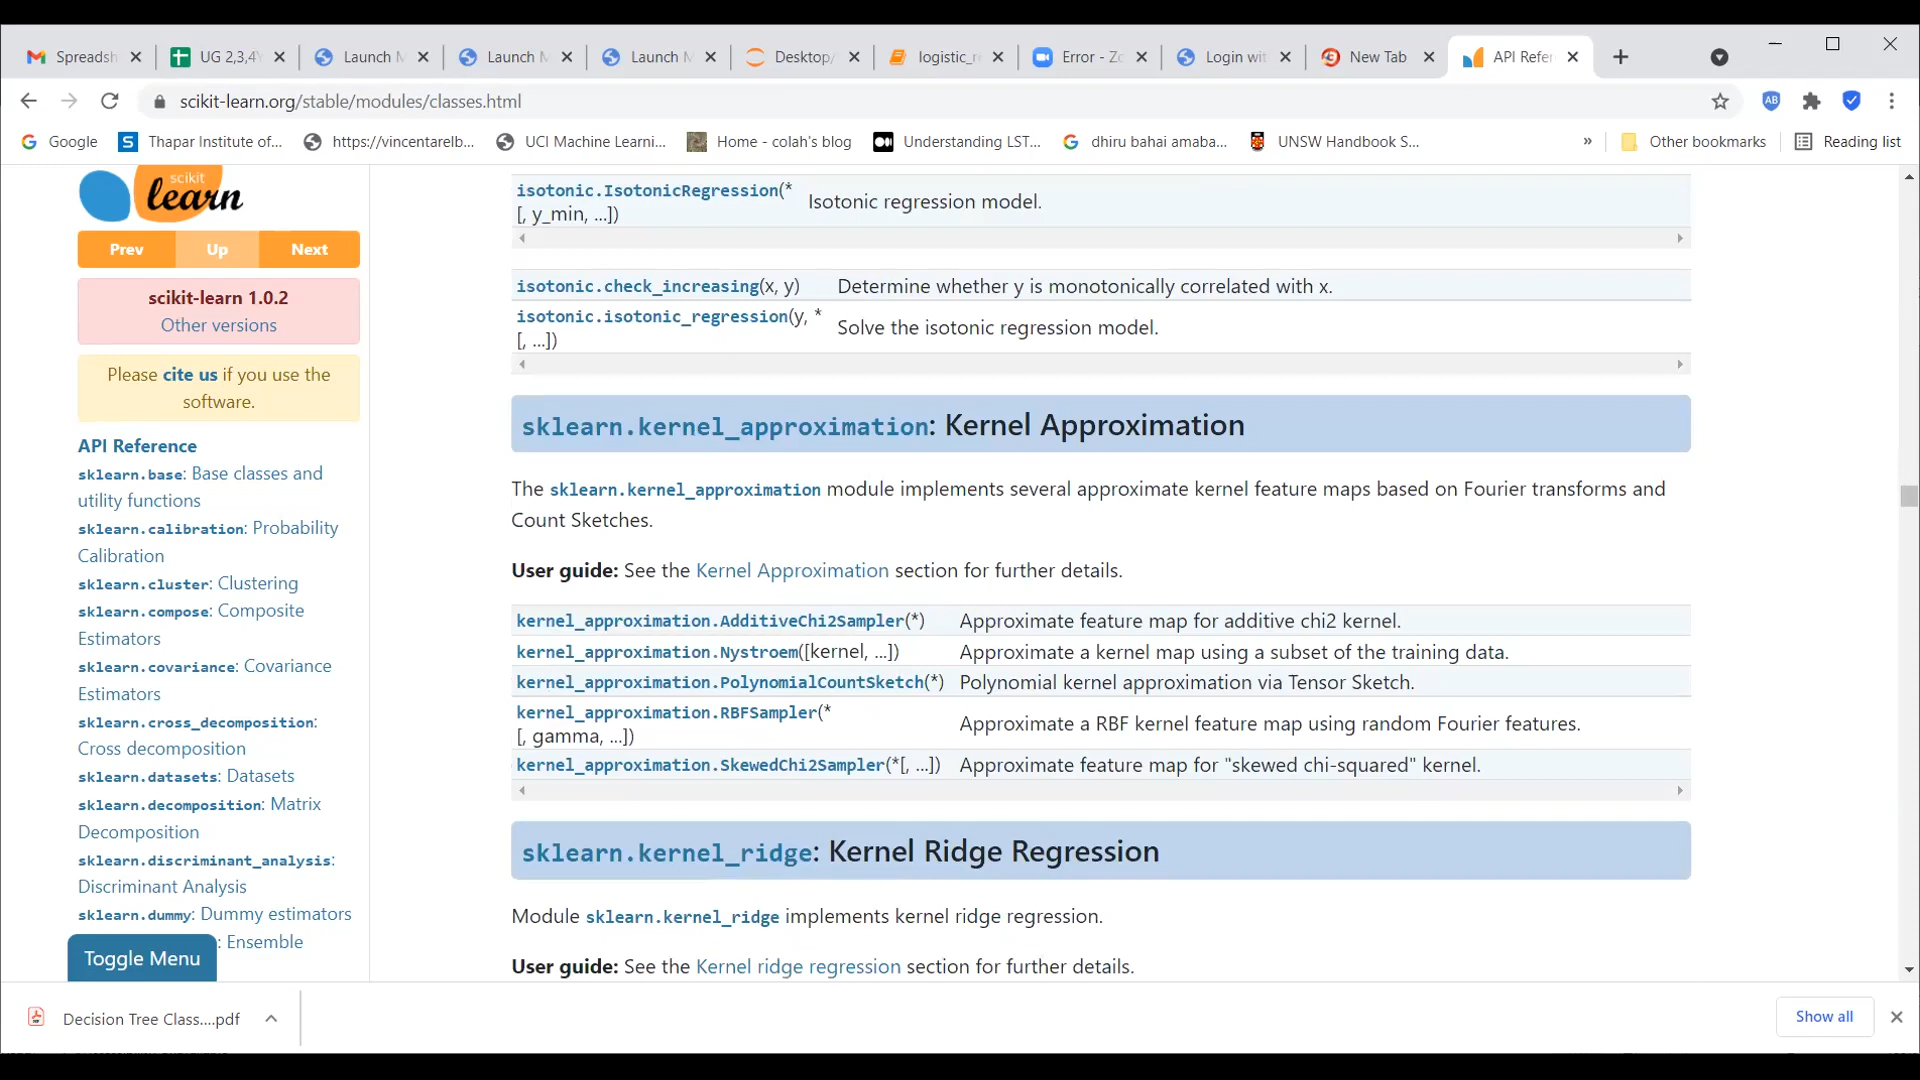 Spreadsh
UG 2,3,4Y
Launch M
Launch M
Launch M
Desktop/
logistic_r
Error - Zo
Login wit
New Tab
API Refer
scikit-learn.org/stable/modules/classes.html
AB
Google
Thapar Institute of...
https://vincentarelb...
UCI Machine Learni...
Home - colah's blog
Understanding LST...
dhiru bahai amaba...
UNSW Handbook S...
»
Other bookmarks
Reading list
scikit
learn
Prev
Up
Next
scikit-learn 1.0.2
Other versions
Please cite us if you use the
software.
API Reference
sklearn.base: Base classes and
utility functions
sklearn.calibration: Probability
Calibration
sklearn.cluster: Clustering
sklearn.compose: Composite
Estimators
sklearn.covariance: Covariance
Estimators
sklearn.cross_decomposition:
Cross decomposition
sklearn.datasets: Datasets
sklearn.decomposition: Matrix
Decomposition
sklearn.discriminant_analysis:
Discriminant Analysis
sklearn.dummy: Dummy estimators
: Ensemble
Toggle Menu
isotonic.IsotonicRegression(*
[, y_min, ...])
Isotonic regression model.
isotonic.check_increasing(x, y)
Determine whether y is monotonically correlated with x.
isotonic.isotonic_regression(y, *
[, ...])
Solve the isotonic regression model.
sklearn.kernel_approximation: Kernel Approximation
The sklearn.kernel_approximation module implements several approximate kernel feature maps based on Fourier transforms and
Count Sketches.
User guide: See the Kernel Approximation section for further details.
kernel_approximation.AdditiveChi2Sampler(*)
Approximate feature map for additive chi2 kernel.
kernel_approximation.Nystroem([kernel, ...])
Approximate a kernel map using a subset of the training data.
kernel_approximation.PolynomialCountSketch(*)
Polynomial kernel approximation via Tensor Sketch.
kernel_approximation.RBFSampler(*
[, gamma, ...])
Approximate a RBF kernel feature map using random Fourier features.
kernel_approximation.SkewedChi2Sampler(*[, ...])
Approximate feature map for "skewed chi-squared" kernel.
sklearn.kernel_ridge: Kernel Ridge Regression
Module sklearn.kernel_ridge implements kernel ridge regression.
User guide: See the Kernel ridge regression section for further details.
Decision Tree Class....pdf
Show all